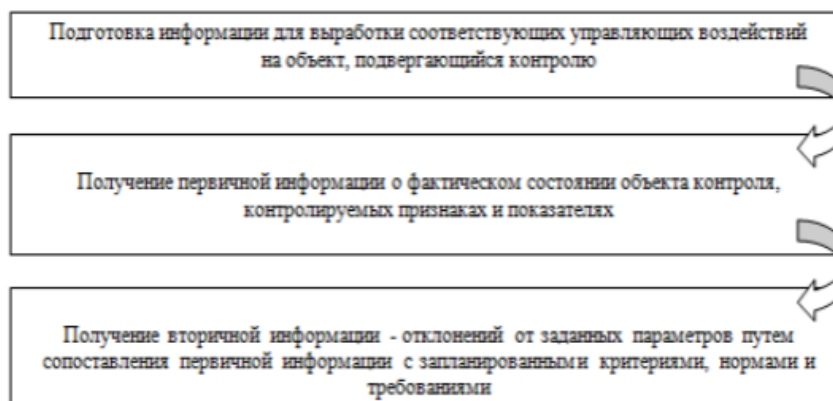 Подготовка информации для выработки соответствующих управляющих воздействий
на объект, подвергающийся контролю
Получение первичной информации о фактическом состоянии объекта контроля,
контролируемых признаках и показателях
Получение вторичной информации - отклонений от заданных параметров путем
сопоставления первичной информации с запланированными критериями, нормами и
требованиями